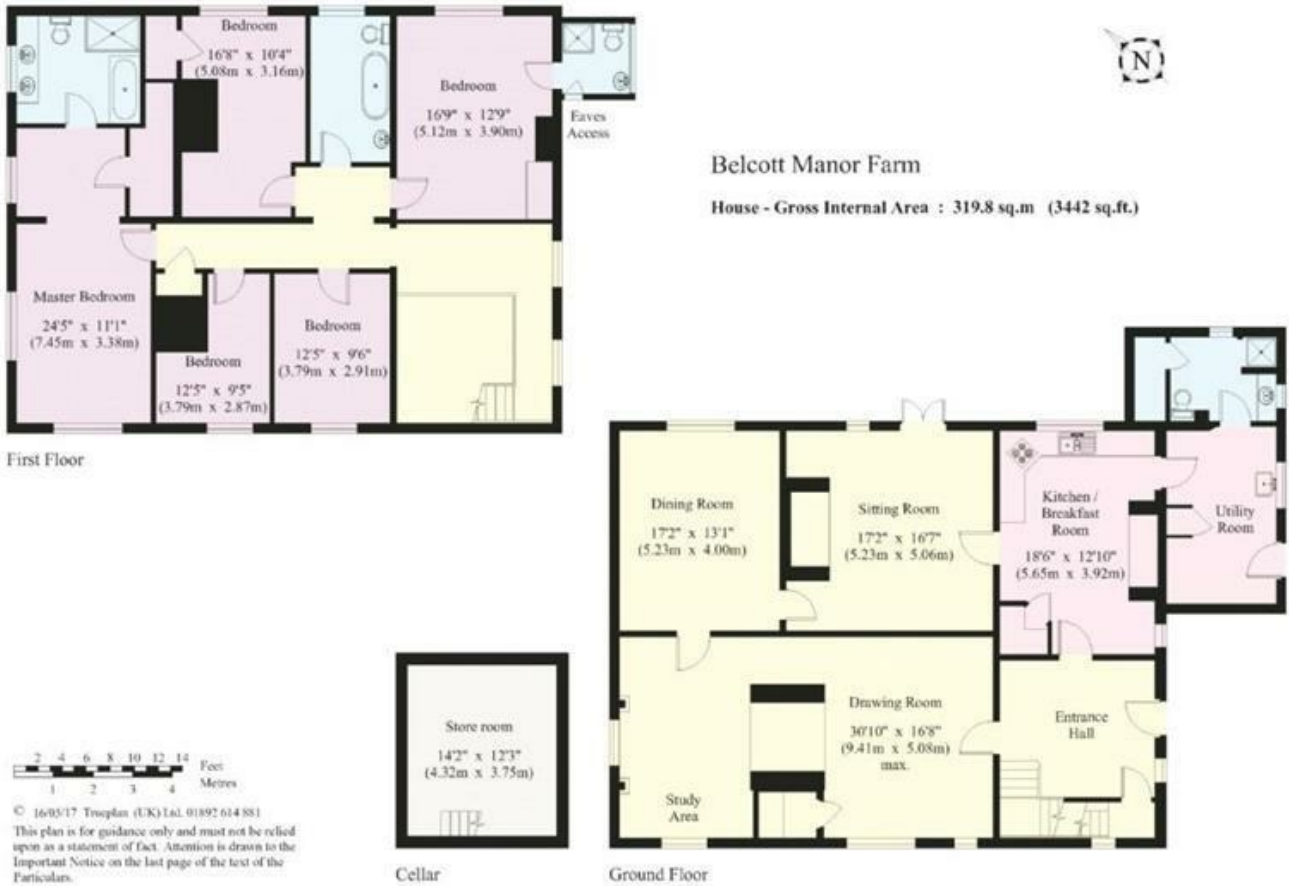 Bedroom
16'8" x 10'4"
(5.08m x 3.16m)
Bedroom
16'9" x 12'9"
(5.12m x 3.90m)
Eaves
Access
N
Belcott Manor Farm
House - Gross Internal Area : 319.8 sq.m (3442 sq.ft.)
Master Bedroom
24'5" x 11'1"
(7.45m x 3.38m)
Bedroom
12'5" x 9'5"
(3.79m x 2.87m)
Bedroom
12'5" x 9'6"
(3.79m x 2.91m)
First Floor
Dining Room
17'2" x 13'1"
(5.23m x 4.00m)
Sitting Room
17'2" x 16'7"
(5.23m x 5.06m)
Kitchen /
Breakfast
Room
18'6" x 12'10"
(5.65m x 3.92m)
Utility
Room
Store room
14'2" x 12'3"
(4.32m x 3.75m)
Drawing Room
30'10" x 16'8"
(9.41m x 5.08m)
max.
Entrance
Hall
Study
Area
2 4 6 8 10 12 14 Feet
1 2 3 4 Metres
© 16/05/17 Trueplan (UK) Ltd. 01892 614 881
This plan is for guidance only and must not be relied
upon as a statement of fact. Attention is drawn to the
Important Notice on the last page of the text of the
Particulars.
Cellar
Ground Floor